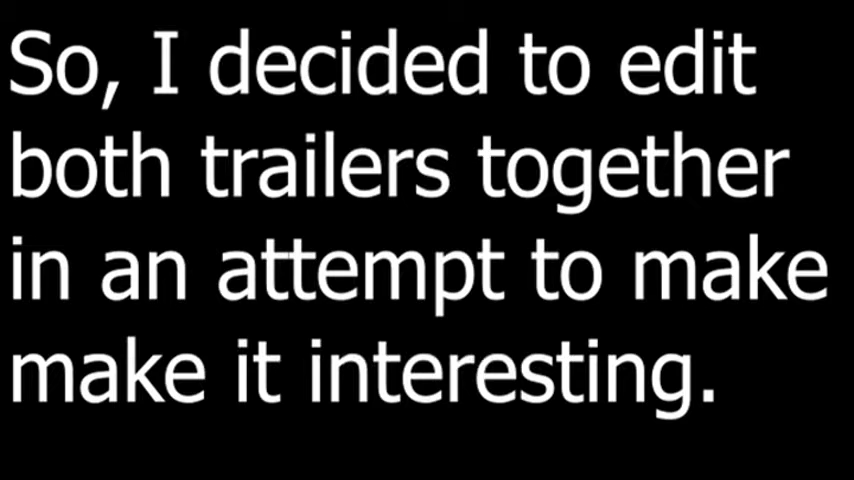 So, I decided to edit
both trailers together
in an attempt to make
make it interesting.